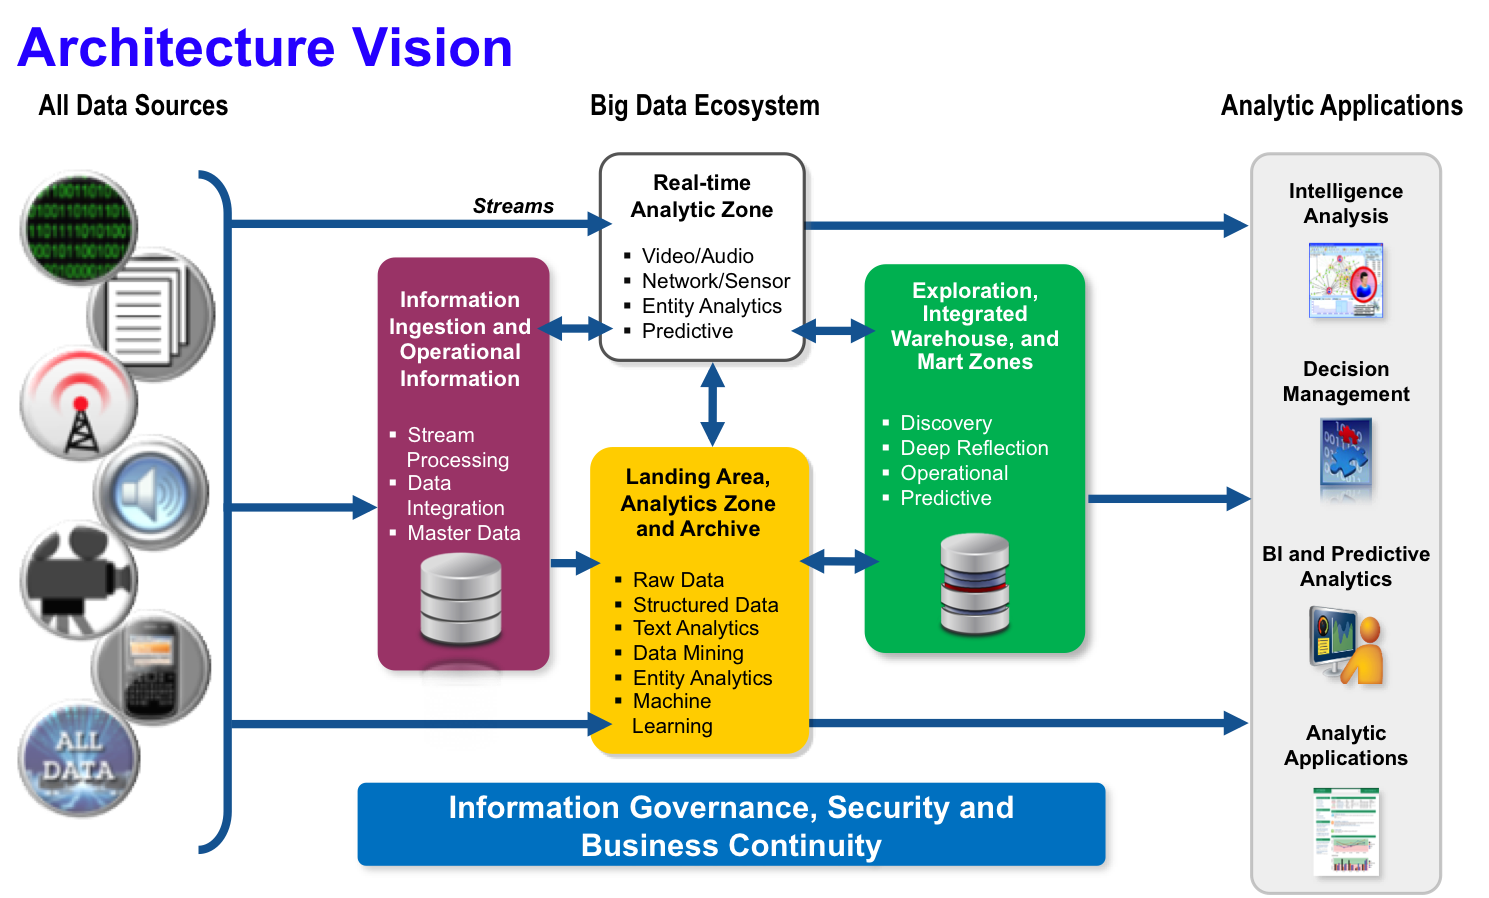 Architecture Vision
All Data Sources
Big Data Ecosystem
Analytic Applications
ALL
DATA
Streams
Information
Ingestion and
Operational
Information
▪ Stream
Processing
▪ Data
Integration
▪ Master Data
Real-time
Analytic Zone
▪ Video/Audio
▪ Network/Sensor
▪ Entity Analytics
▪ Predictive
Landing Area,
Analytics Zone
and Archive
▪ Raw Data
▪ Structured Data
▪ Text Analytics
▪ Data Mining
▪ Entity Analytics
▪ Machine
Learning
Exploration,
Integrated
Warehouse, and
Mart Zones
▪ Discovery
▪ Deep Reflection
▪ Operational
▪ Predictive
Intelligence
Analysis
Decision
Management
BI and Predictive
Analytics
Analytic
Applications
Information Governance, Security and
Business Continuity